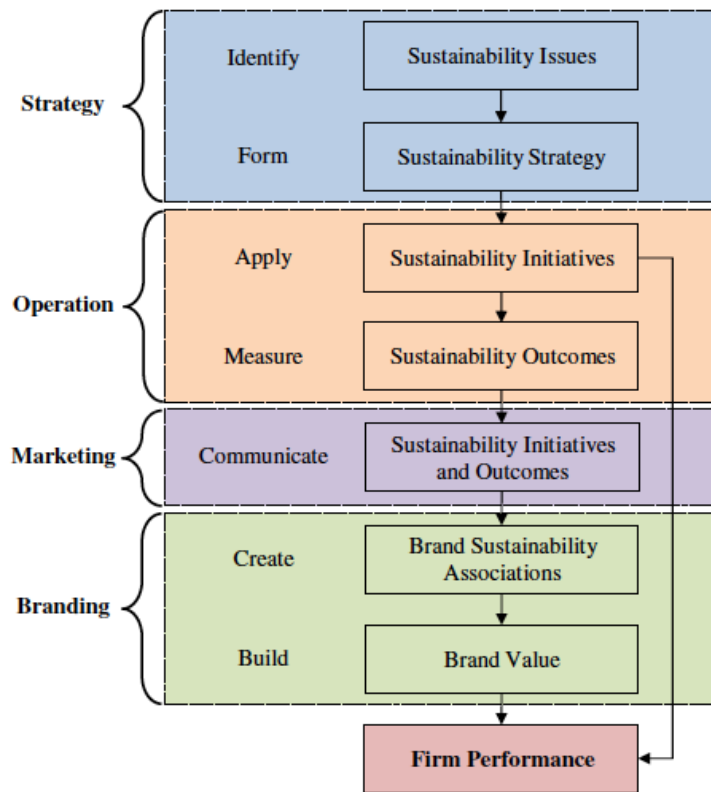 Identify
Sustainability Issues
Strategy
Form
Sustainability Strategy
Apply
Sustainability Initiatives
Operation
Measure
Sustainability Outcomes
Marketing
Communicate
Sustainability Initiatives
and Outcomes
Create
Brand Sustainability
Associations
Branding
Build
Brand Value
Firm Performance